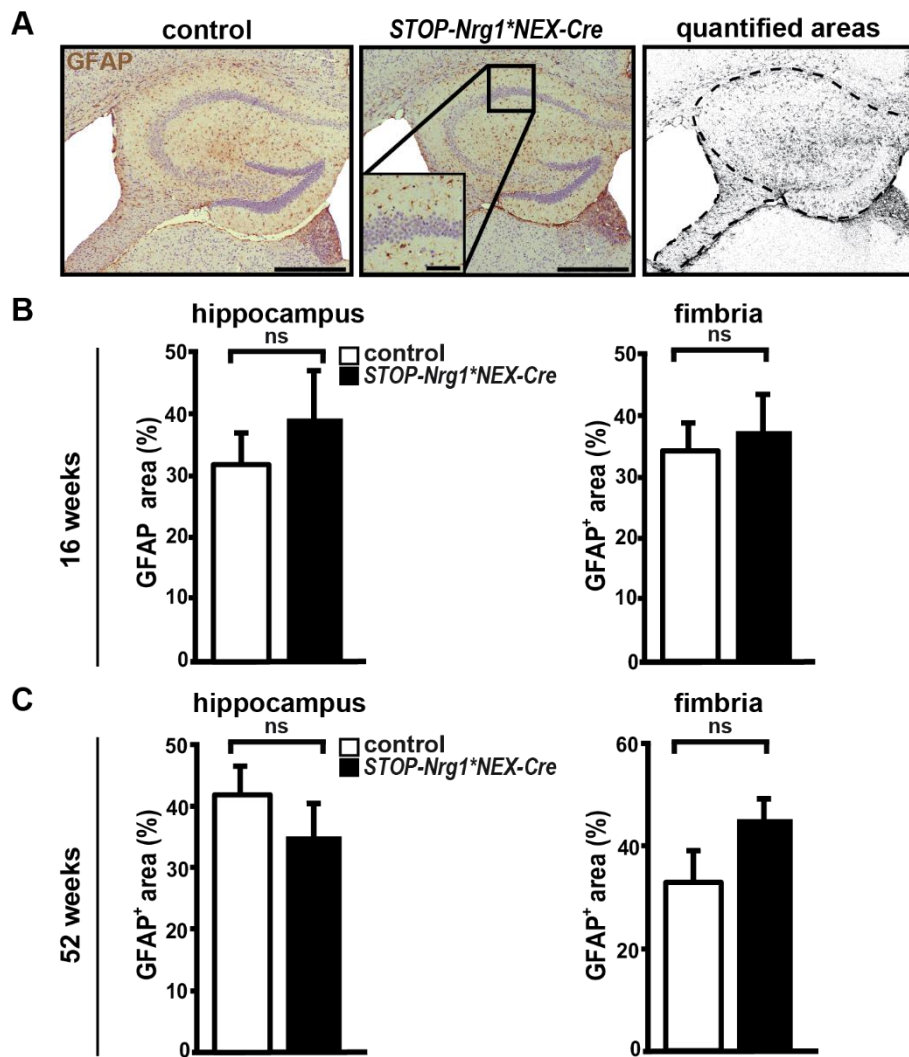 A
control
STOP-Nrg1*NEX-Cre
quantified areas
GFAP
B
hippocampus
fimbria
ns
control
STOP-Nrg1*NEX-Cre
ns
16 weeks
GFAP area (%)
50
40
30
20
10
0
GFAP+ area (%)
50
40
30
20
10
0
C
hippocampus
fimbria
ns
control
STOP-Nrg1*NEX-Cre
ns
52 weeks
GFAP+ area (%)
50
40
30
20
10
0
GFAP+ area (%)
60
40
20
0